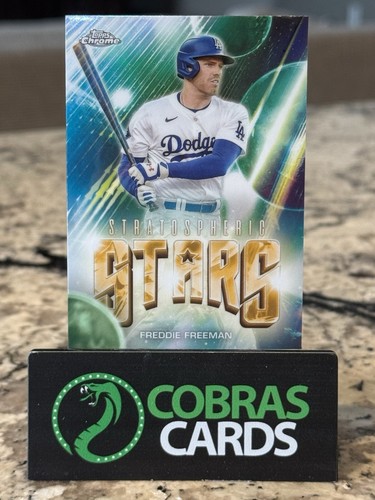 Topps
Chrome
Dodgers
LA
STRATOSPHERIC
STARS
FREDDIE FREEMAN
COBRAS
CARDS